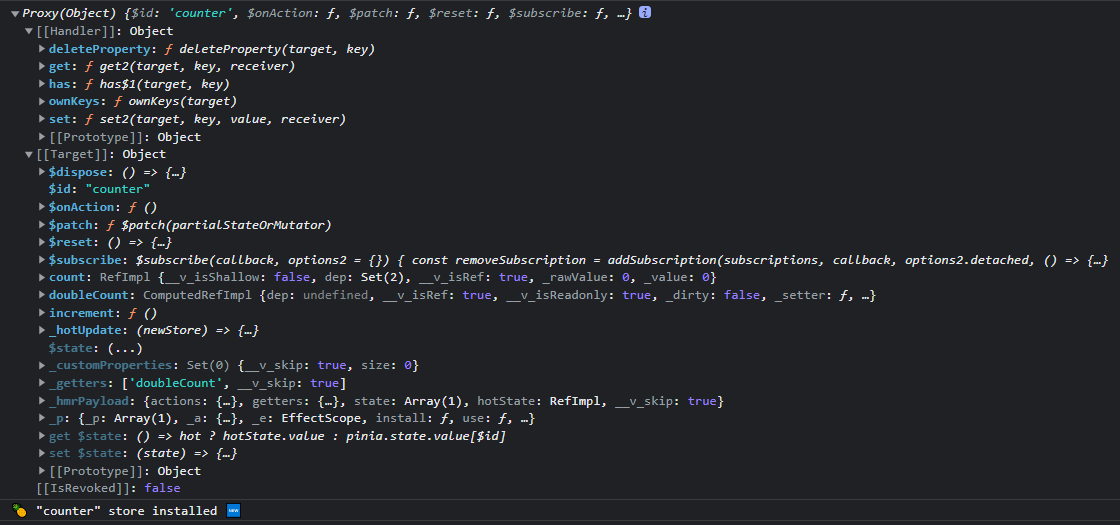 Proxy(Object) {$id: 'counter', $onAction: ƒ, $patch: ƒ, $reset: ƒ, $subscribe: ƒ, …} i
[[Handler]]: Object
deleteProperty: ƒ deleteProperty(target, key)
get: ƒ get2(target, key, receiver)
has: ƒ has$1(target, key)
ownKeys: ƒ ownKeys(target)
set: ƒ set2(target, key, value, receiver)
[[Prototype]]: Object
[[Target]]: Object
$dispose: () => {…}
$id: "counter"
$onAction: ƒ ()
$patch: ƒ $patch(partialStateOrMutator)
$reset: () => {…}
$subscribe: $subscribe(callback, options2 = {}) { const removeSubscription = addSubscription(subscriptions, callback, options2.detached, () => {…}
count: RefImpl {__v_isShallow: false, dep: Set(2), __v_isRef: true, _rawValue: 0, _value: 0}
doubleCount: ComputedRefImpl {dep: undefined, __v_isRef: true, __v_isReadonly: true, _dirty: false, _setter: ƒ, …}
increment: ƒ ()
_hotUpdate: (newStore) => {…}
$state: (...)
_customProperties: Set(0) {__v_skip: true, size: 0}
_getters: ['doubleCount', __v_skip: true]
_hmrPayload: {actions: {…}, getters: {…}, state: Array(1), hotState: RefImpl, __v_skip: true}
_p: {_p: Array(1), _a: {…}, _e: EffectScope, install: ƒ, use: ƒ, …}
get $state: () => hot ? hotState.value : pinia.state.value[$id]
set $state: (state) => {…}
[[Prototype]]: Object
[[IsRevoked]]: false
🍍 "counter" store installed 🆕